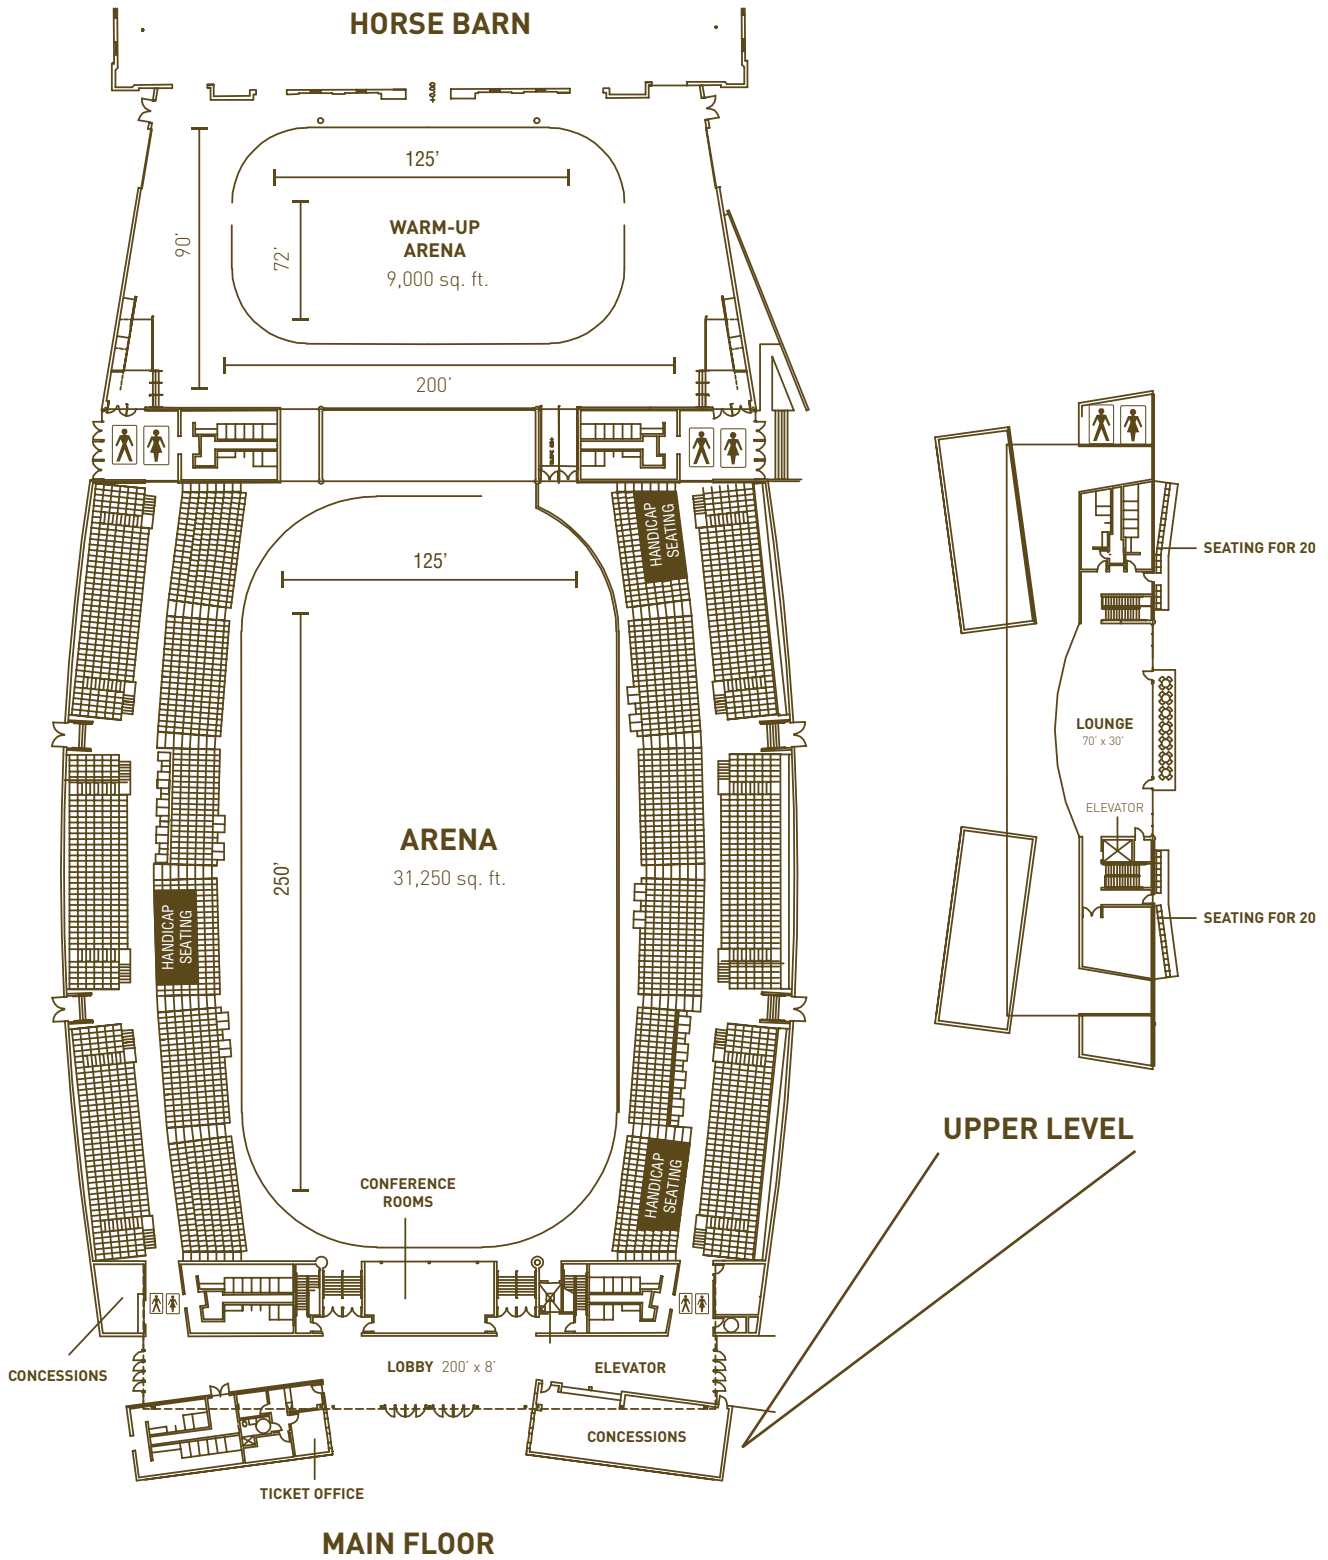 HORSE BARN
±0.00
125'
WARM-UP
ARENA
9,000 sq. ft.
90'
72'
200'
HANDICAP
SEATING
125'
SEATING FOR 20
LOUNGE
70' x 30'
ELEVATOR
ARENA
31,250 sq. ft.
250'
HANDICAP
SEATING
SEATING FOR 20
UPPER LEVEL
HANDICAP
SEATING
CONFERENCE
ROOMS
CONCESSIONS
LOBBY 200' x 8'
ELEVATOR
CONCESSIONS
TICKET OFFICE
MAIN FLOOR